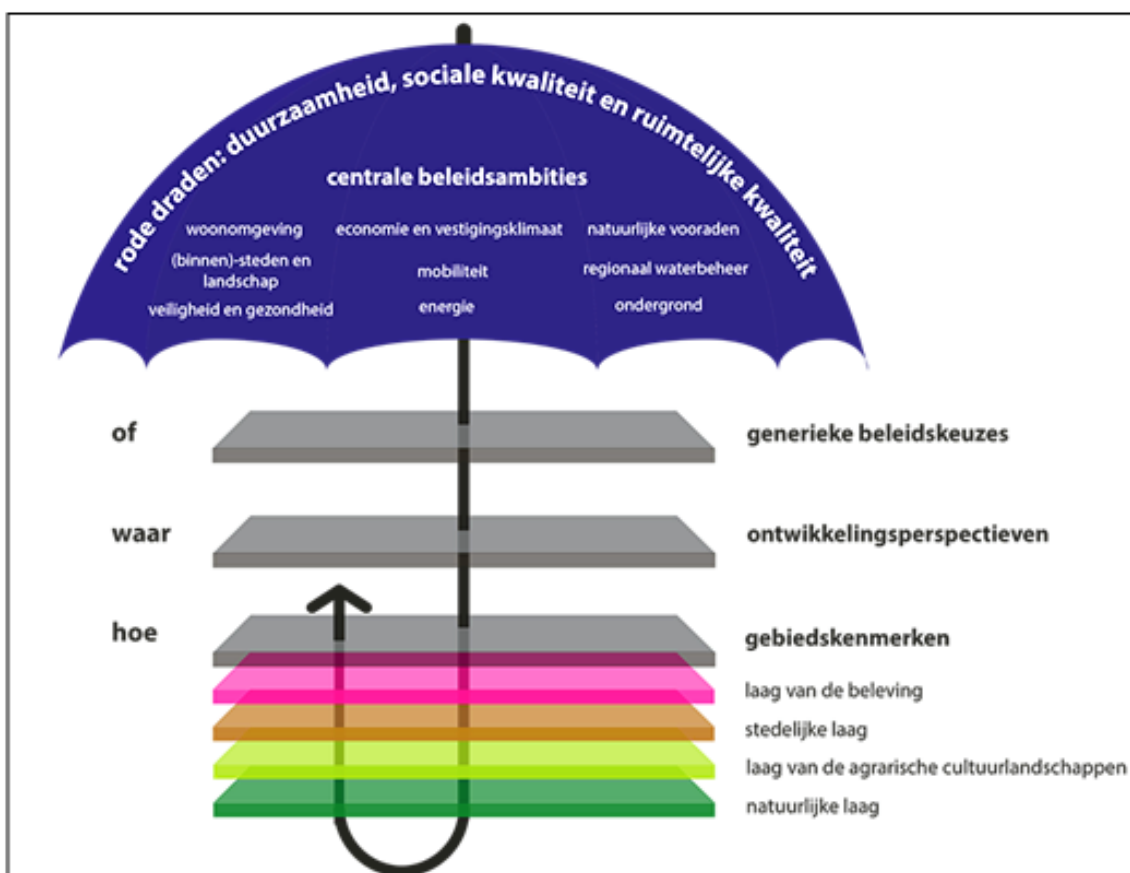 rode draden: duurzaamheid, sociale kwaliteit en ruimtelijke kwaliteit
centrale beleidsambities
woonomgeving
(binnen)-steden en
landschap
veiligheid en gezondheid
economie en vestigingsklimaat
mobiliteit
energie
natuurlijke vooraden
regionaal waterbeheer
ondergrond
of
generieke beleidskeuzes
waar
ontwikkelingsperspectieven
hoe
gebiedskenmerken
laag van de beleving
stedelijke laag
laag van de agrarische cultuurlandschappen
natuurlijke laag